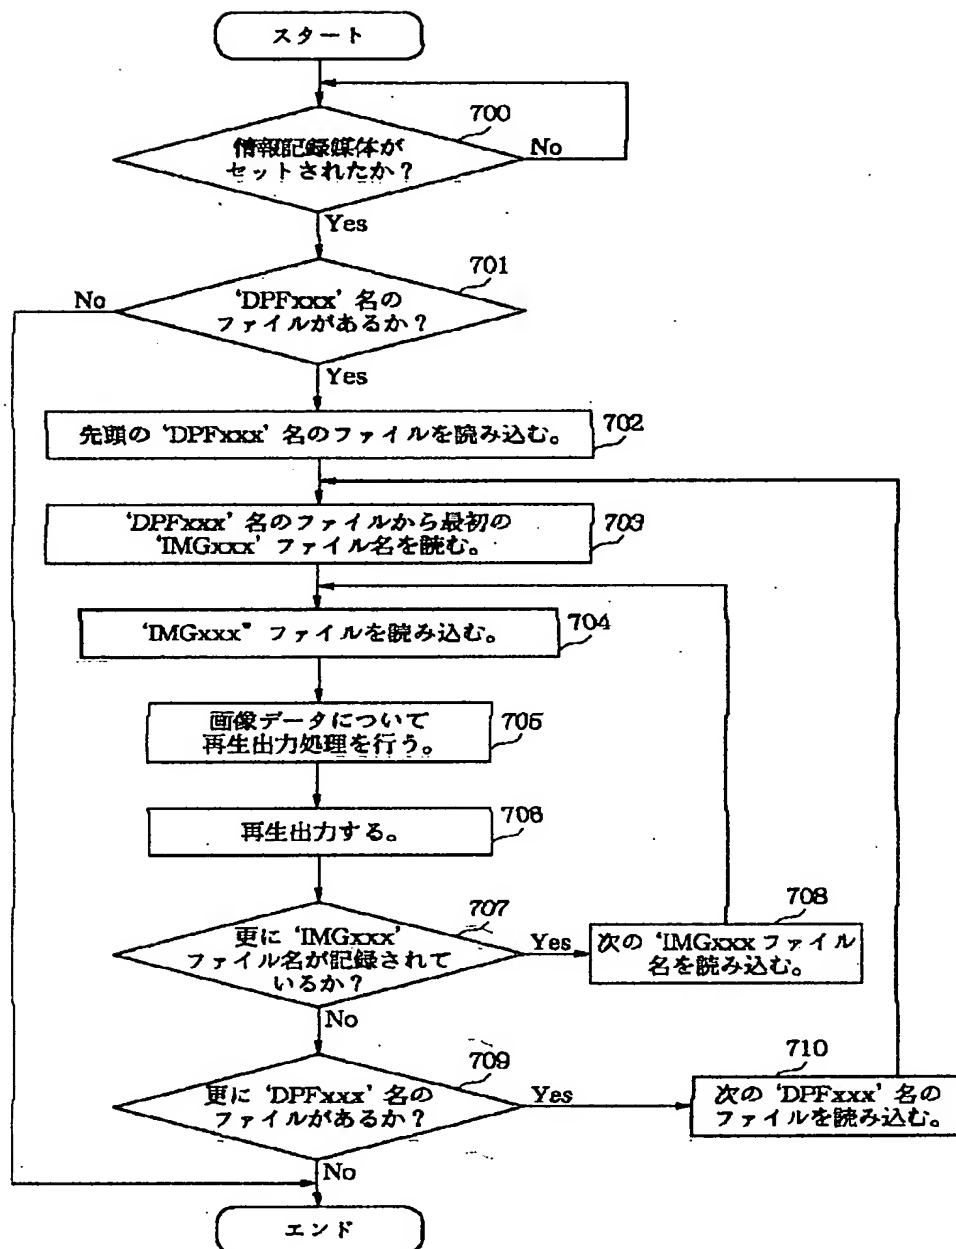 スタート
700
情報記録媒体が
セットされたか？
No
Yes
701
No
‘DPFxxx’ 名の
ファイルがあるか？
Yes
702
先頭の ‘DPFxxx’ 名のファイルを読み込む。
‘DPFxxx’ 名のファイルから最初の
‘IMGxxx’ ファイル名を読む。
703
‘IMGxxx" ファイルを読み込む。
704
画像データについて
再生出力処理を行う。
705
706
再生出力する。
707
更に ‘IMGxxx’
ファイル名が記録されて
いるか？
Yes
708
次の ‘IMGxxx ファイル
名を読み込む。
No
709
更に ‘DPFxxx’ 名の
ファイルがあるか？
Yes
710
次の ‘DPFxxx’ 名の
ファイルを読み込む。
No
エンド